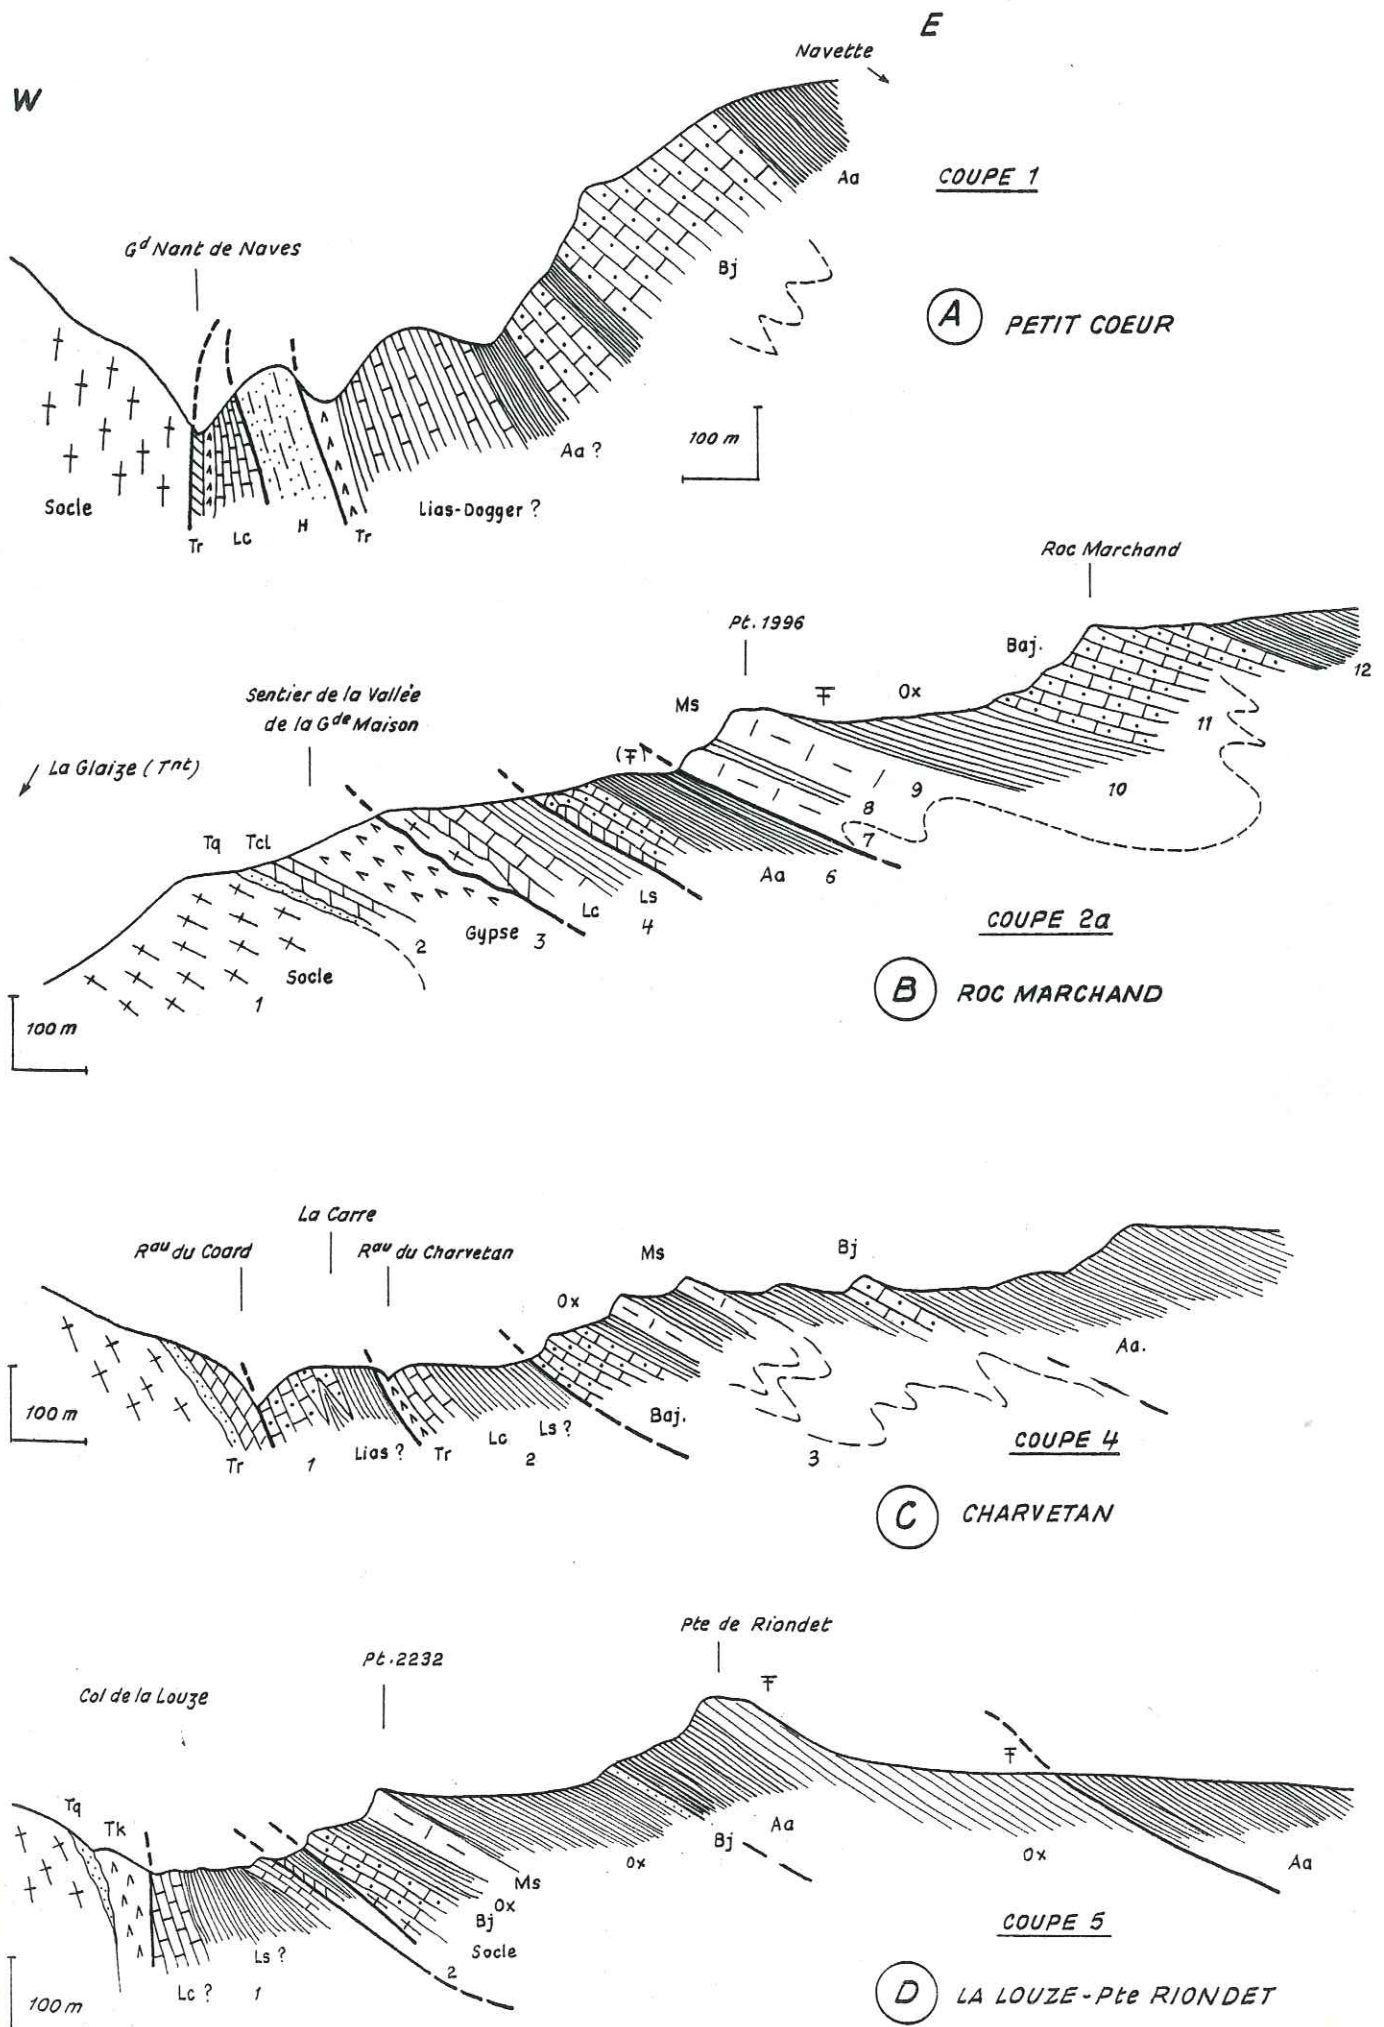 E
Navette
W
Aa
COUPE 1
Gd Nant de Naves
Bj
A PETIT COEUR
100 m
Aa ?
Socle
Lias-Dogger ?
Tr Lc H Tr
Roc Marchand
Pt. 1996
Baj.
12
Sentier de la Vallée
de la Gde Maison
Ms Ŧ Ox
11
(Ŧ)
La Glaize (Tnt)
9 10
8
Tq Tcl
7
Aa 6
Lc Ls
4
COUPE 2a
2 Gypse 3
Socle
1
B ROC MARCHAND
100 m
La Carre
Rau du Coard Rau du Charvetan
Ms Bj
Ox
Aa.
100 m
Baj.
Lc Ls ?
COUPE 4
Tr 1 Lias ? Tr 2 3
C CHARVETAN
Pte de Riondet
Pt. 2232
Ŧ
Col de la Louze
Ŧ
Tq
Tk
Aa
Bj
Ox Ox
Aa
Ms
Ox
Bj
COUPE 5
Socle
Ls ?
2
Lc ? 1
D LA LOUZE-Pte RIONDET
100 m